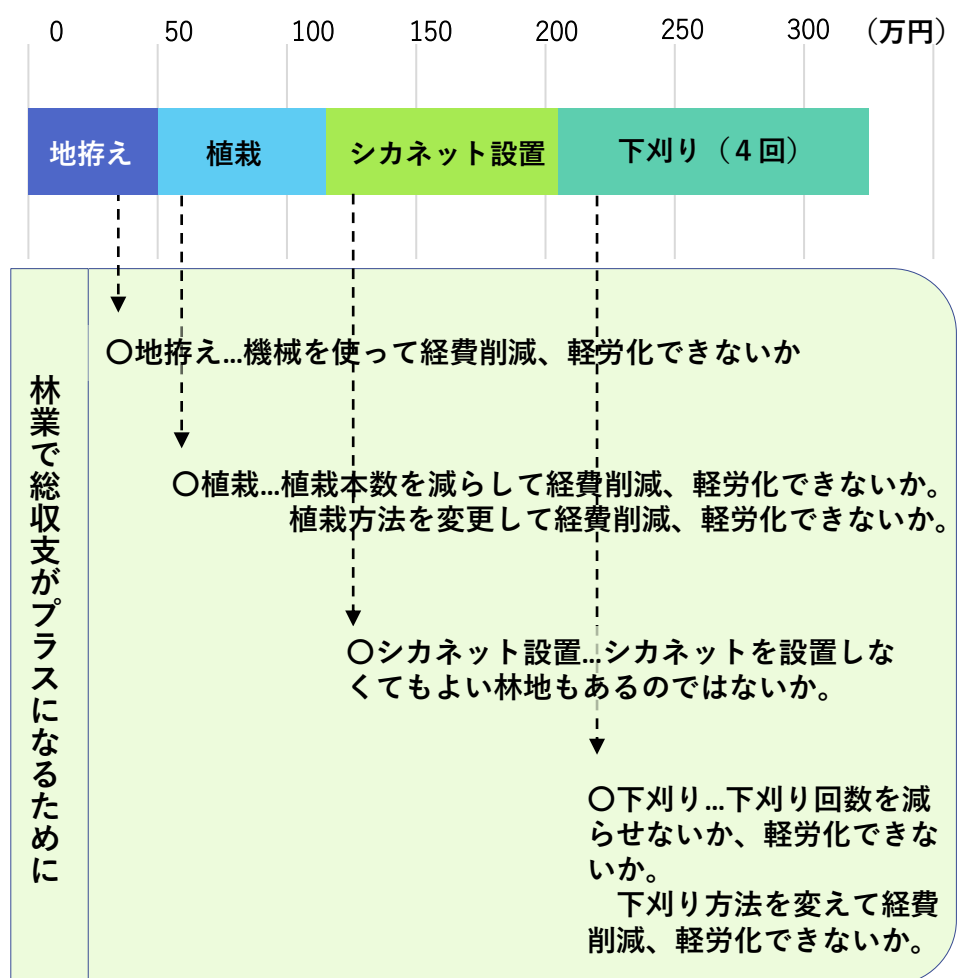 0 50 100 150 200 250 300 （万円）
地拵え 植栽 シカネット設置 下刈り（４回）
林業で総収支がプラスになるために
〇地拵え…機械を使って経費削減、軽労化できないか
〇植栽…植栽本数を減らして経費削減、軽労化できないか。
植栽方法を変更して経費削減、軽労化できないか。
〇シカネット設置…シカネットを設置しな
くてもよい林地もあるのではないか。
〇下刈り…下刈り回数を減
らせないか、軽労化できな
いか。
下刈り方法を変えて経費
削減、軽労化できないか。